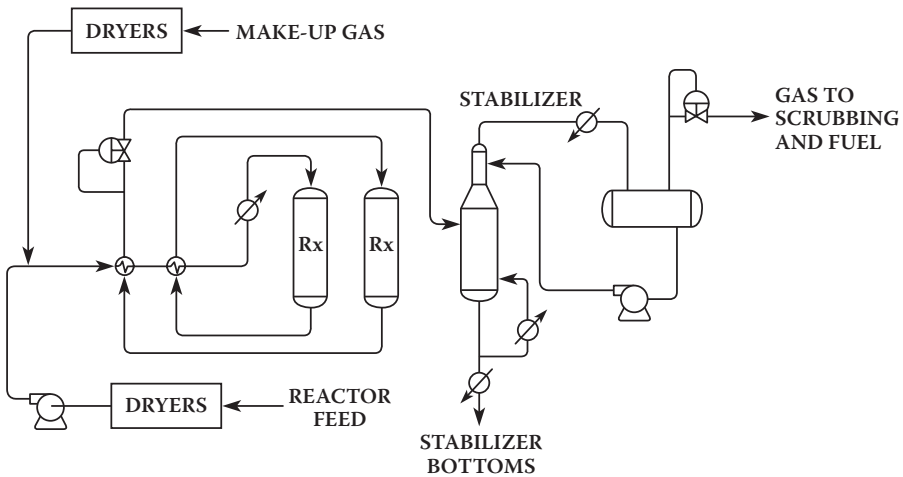 DRYERS
MAKE-UP GAS
STABILIZER
GAS TO
SCRUBBING
AND FUEL
Rx
Rx
DRYERS
REACTOR
FEED
STABILIZER
BOTTOMS